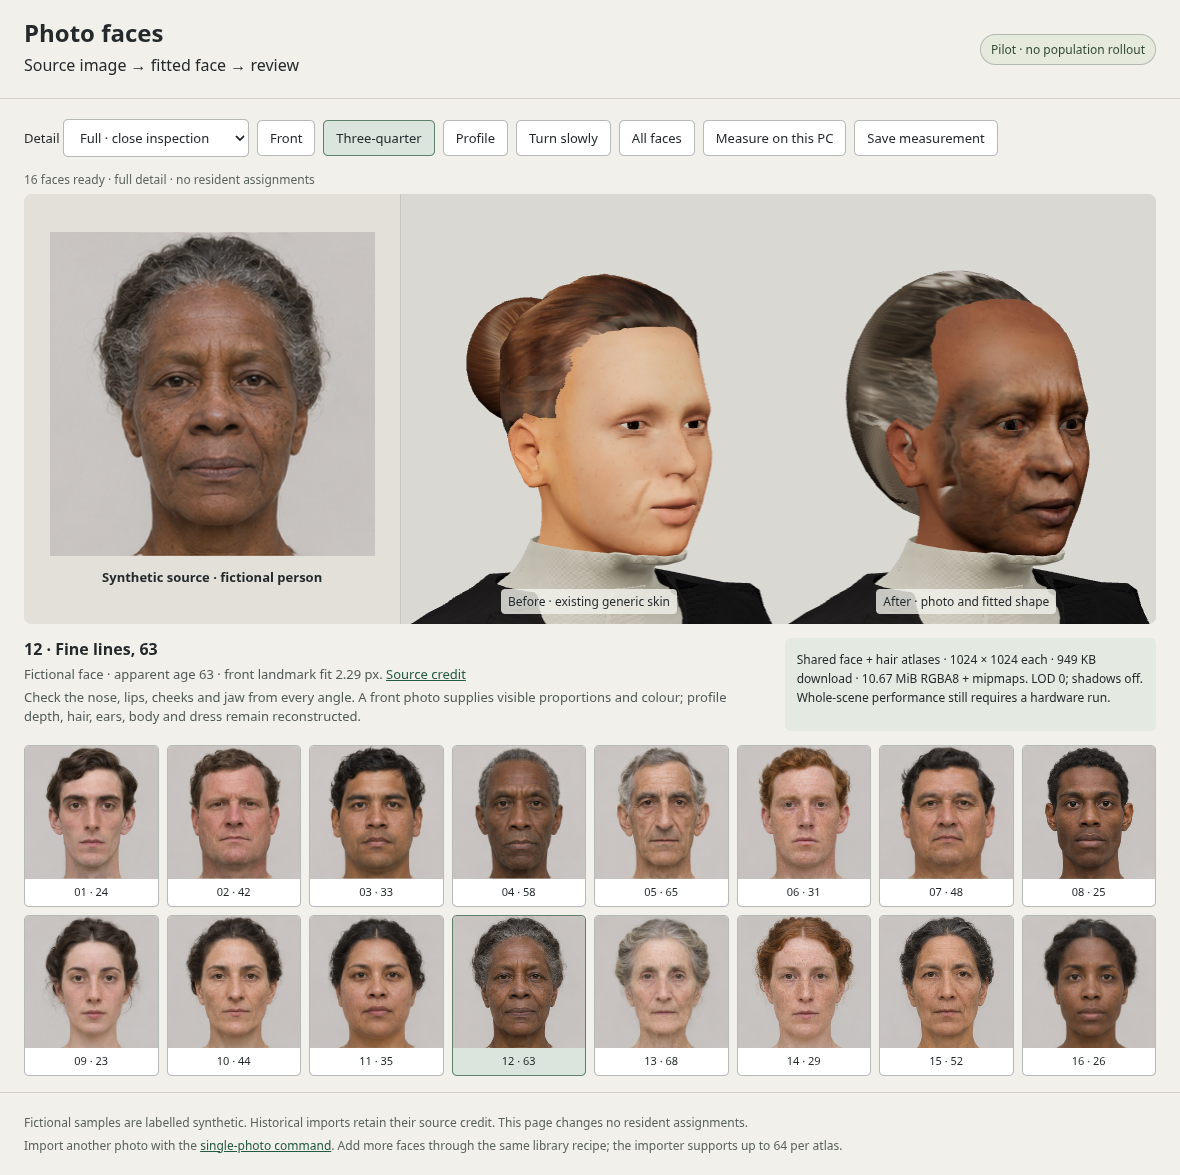 Photo faces
Source image → fitted face → review
Pilot · no population rollout
Detail Full · close inspection Front Three-quarter Profile Turn slowly All faces Measure on this PC Save measurement
16 faces ready · full detail · no resident assignments
Synthetic source · fictional person
Before · existing generic skin
After · photo and fitted shape
12 · Fine lines, 63
Fictional face · apparent age 63 · front landmark fit 2.29 px. Source credit
Check the nose, lips, cheeks and jaw from every angle. A front photo supplies visible proportions and colour; profile
depth, hair, ears, body and dress remain reconstructed.
Shared face + hair atlases · 1024 × 1024 each · 949 KB
download · 10.67 MiB RGBA8 + mipmaps. LOD 0; shadows off.
Whole-scene performance still requires a hardware run.
01 · 24
02 · 42
03 · 33
04 · 58
05 · 65
06 · 31
07 · 48
08 · 25
09 · 23
10 · 44
11 · 35
12 · 63
13 · 68
14 · 29
15 · 52
16 · 26
Fictional samples are labelled synthetic. Historical imports retain their source credit. This page changes no resident assignments.
Import another photo with the single-photo command. Add more faces through the same library recipe; the importer supports up to 64 per atlas.